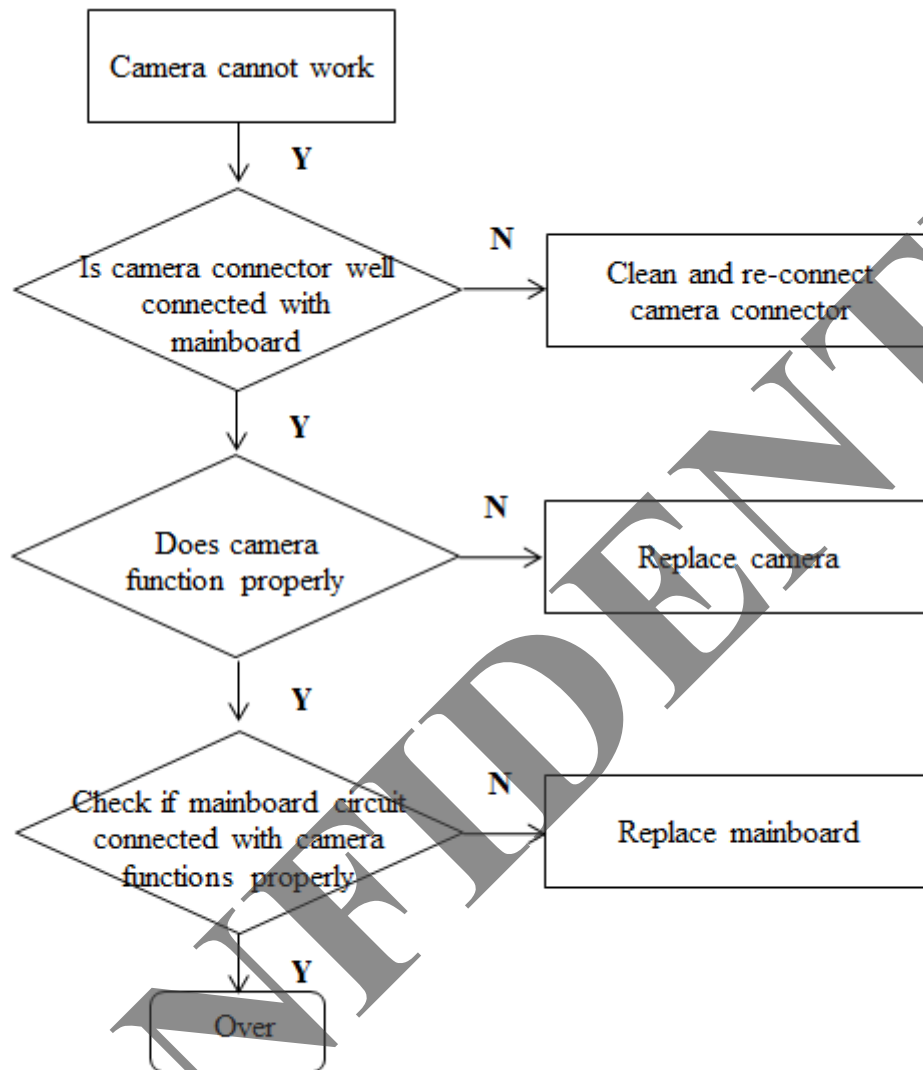 Camera cannot work
Y
Is camera connector well
connected with
mainboard
N
Clean and re-connect
camera connector
Y
Does camera
function properly
N
Replace camera
Y
Check if mainboard circuit
connected with camera
functions properly
N
Replace mainboard
Y
Over
NFIDENT